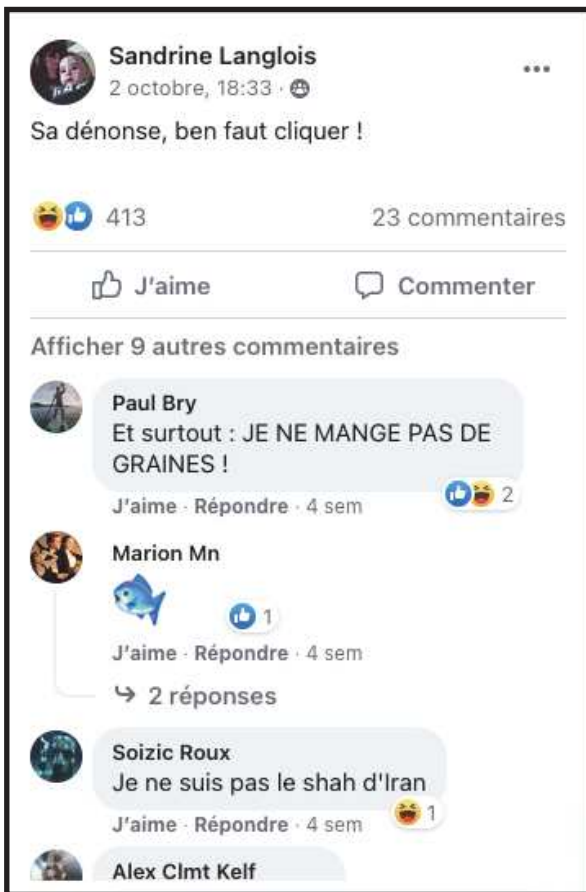 Sandrine Langlois
2 octobre, 18:33 ·
Sa dénonse, ben faut cliquer !
413
23 commentaires
J'aime
Commenter
Afficher 9 autres commentaires
Paul Bry
Et surtout : JE NE MANGE PAS DE
GRAINES !
2
J'aime · Répondre · 4 sem
Marion Mn
🐟
1
J'aime · Répondre · 4 sem
2 réponses
Soizic Roux
Je ne suis pas le shah d'Iran
1
J'aime · Répondre · 4 sem
Alex Clmt Kelf